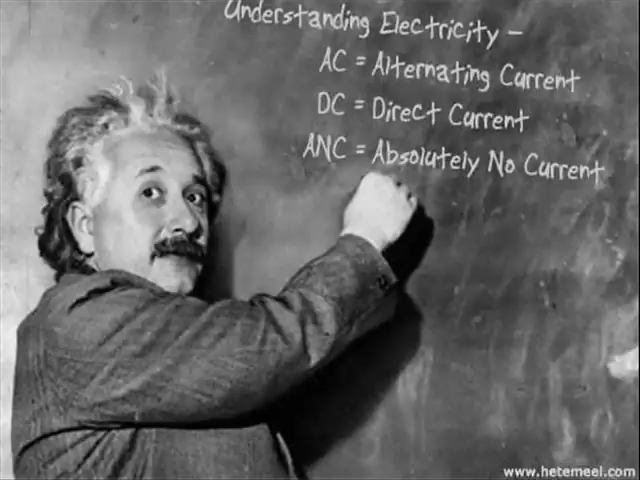 Understanding Electricity –
AC = Alternating Current
DC = Direct Current
ANC = Absolutely No Current
www.hetemeel.com